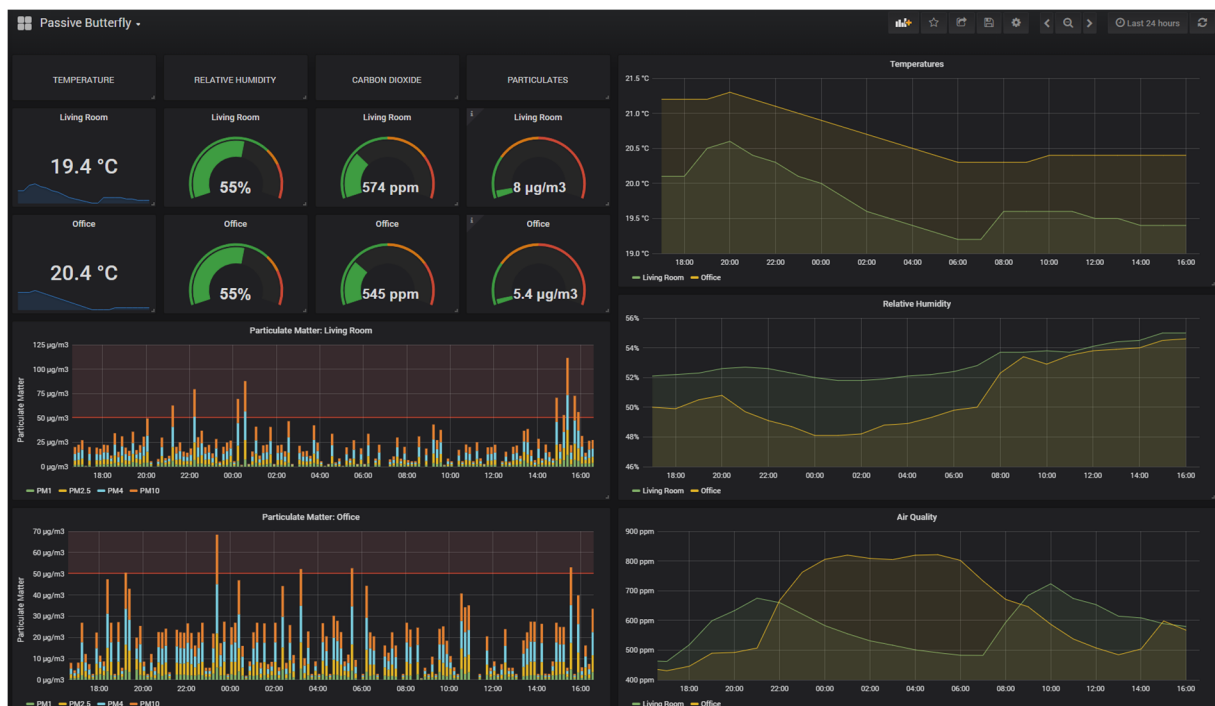 Passive Butterfly
Last 24 hours
TEMPERATURE
RELATIVE HUMIDITY
CARBON DIOXIDE
PARTICULATES
Living Room
19.4 °C
Living Room
55%
Living Room
574 ppm
i
Living Room
8 µg/m3
Office
20.4 °C
Office
55%
Office
545 ppm
i
Office
5.4 µg/m3
Particulate Matter: Living Room
Particulate Matter
125 µg/m3
100 µg/m3
75 µg/m3
50 µg/m3
25 µg/m3
0 µg/m3
18:00 20:00 22:00 00:00 02:00 04:00 06:00 08:00 10:00 12:00 14:00 16:00
PM1 PM2.5 PM4 PM10
Particulate Matter: Office
Particulate Matter
70 µg/m3
60 µg/m3
50 µg/m3
40 µg/m3
30 µg/m3
20 µg/m3
10 µg/m3
0 µg/m3
18:00 20:00 22:00 00:00 02:00 04:00 06:00 08:00 10:00 12:00 14:00 16:00
PM1 PM2.5 PM4 PM10
Temperatures
21.5 °C
21.0 °C
20.5 °C
20.0 °C
19.5 °C
19.0 °C
18:00 20:00 22:00 00:00 02:00 04:00 06:00 08:00 10:00 12:00 14:00 16:00
Living Room Office
Relative Humidity
56%
54%
52%
50%
48%
46%
18:00 20:00 22:00 00:00 02:00 04:00 06:00 08:00 10:00 12:00 14:00 16:00
Living Room Office
Air Quality
900 ppm
800 ppm
700 ppm
600 ppm
500 ppm
400 ppm
18:00 20:00 22:00 00:00 02:00 04:00 06:00 08:00 10:00 12:00 14:00 16:00
Living Room Office